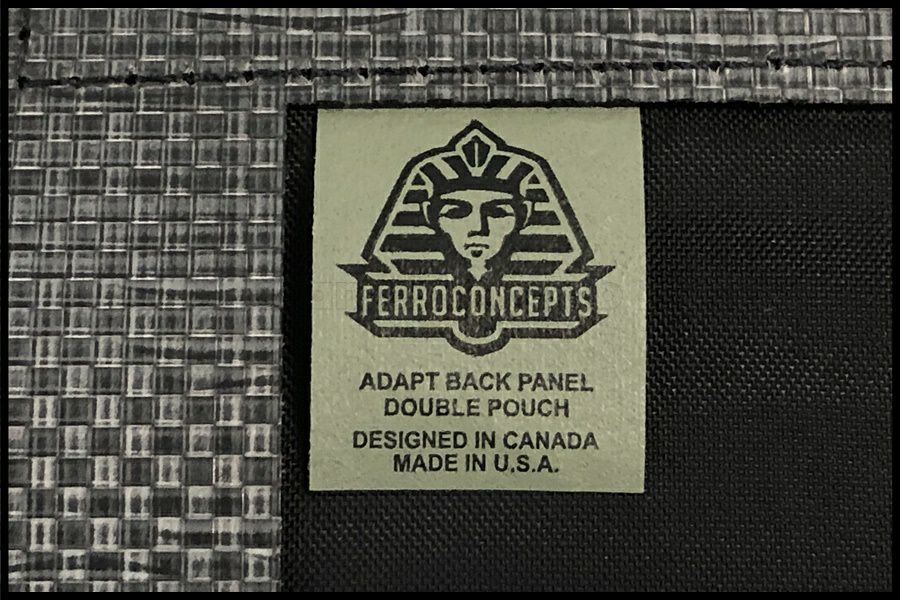 FERROCONCEPTS
ADAPT BACK PANEL
DOUBLE POUCH
DESIGNED IN CANADA
MADE IN U.S.A.